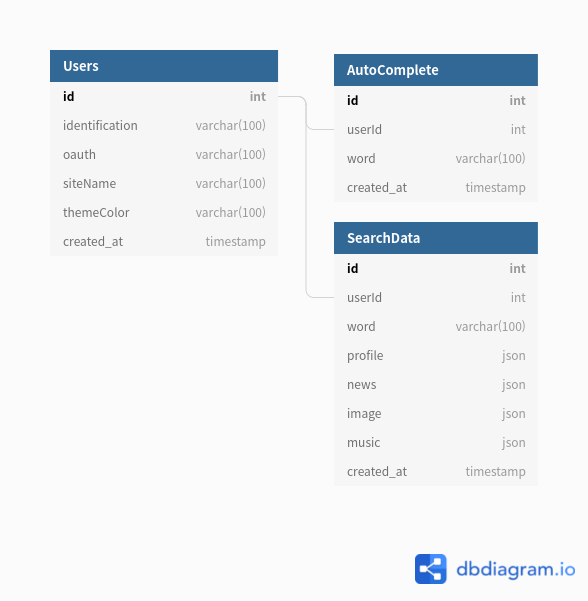 Users
id int
identification varchar(100)
oauth varchar(100)
siteName varchar(100)
themeColor varchar(100)
created_at timestamp
AutoComplete
id int
userId int
word varchar(100)
created_at timestamp
SearchData
id int
userId int
word varchar(100)
profile json
news json
image json
music json
created_at timestamp
dbdiagram.io